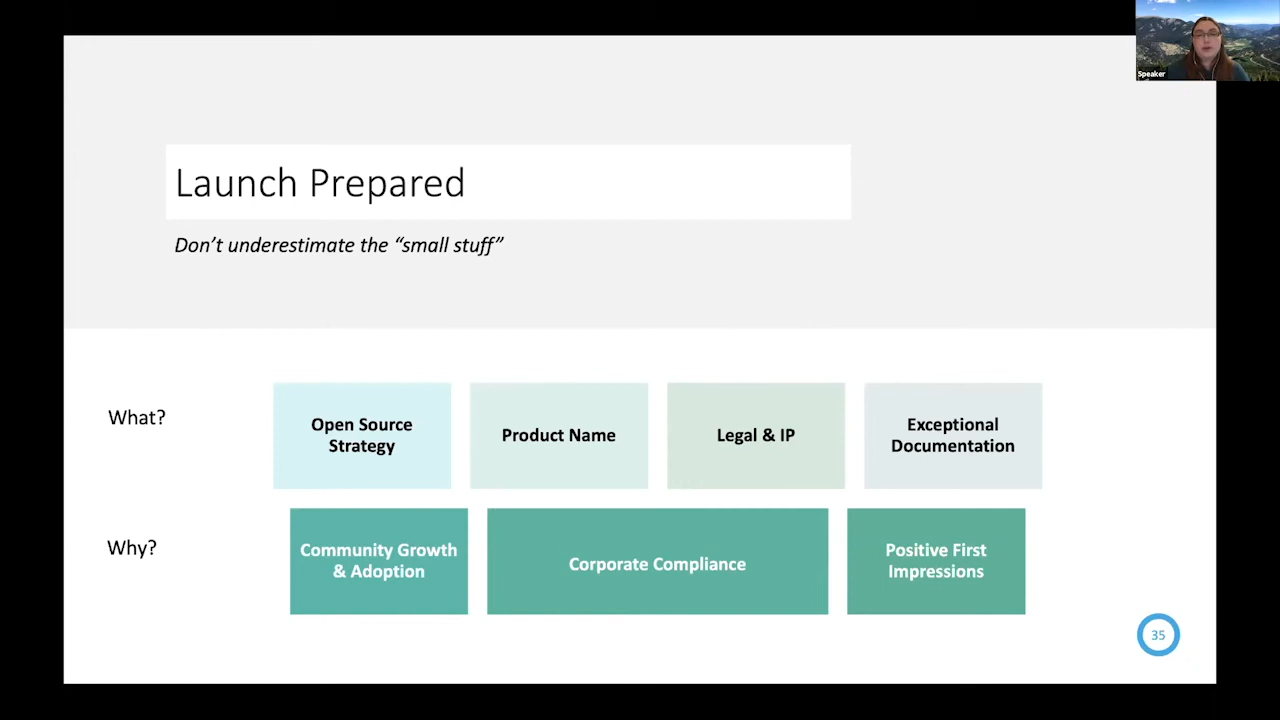 Speaker
Launch Prepared
Don’t underestimate the “small stuff”
What?
Open Source
Strategy
Product Name
Legal & IP
Exceptional
Documentation
Why?
Community Growth
& Adoption
Corporate Compliance
Positive First
Impressions
35